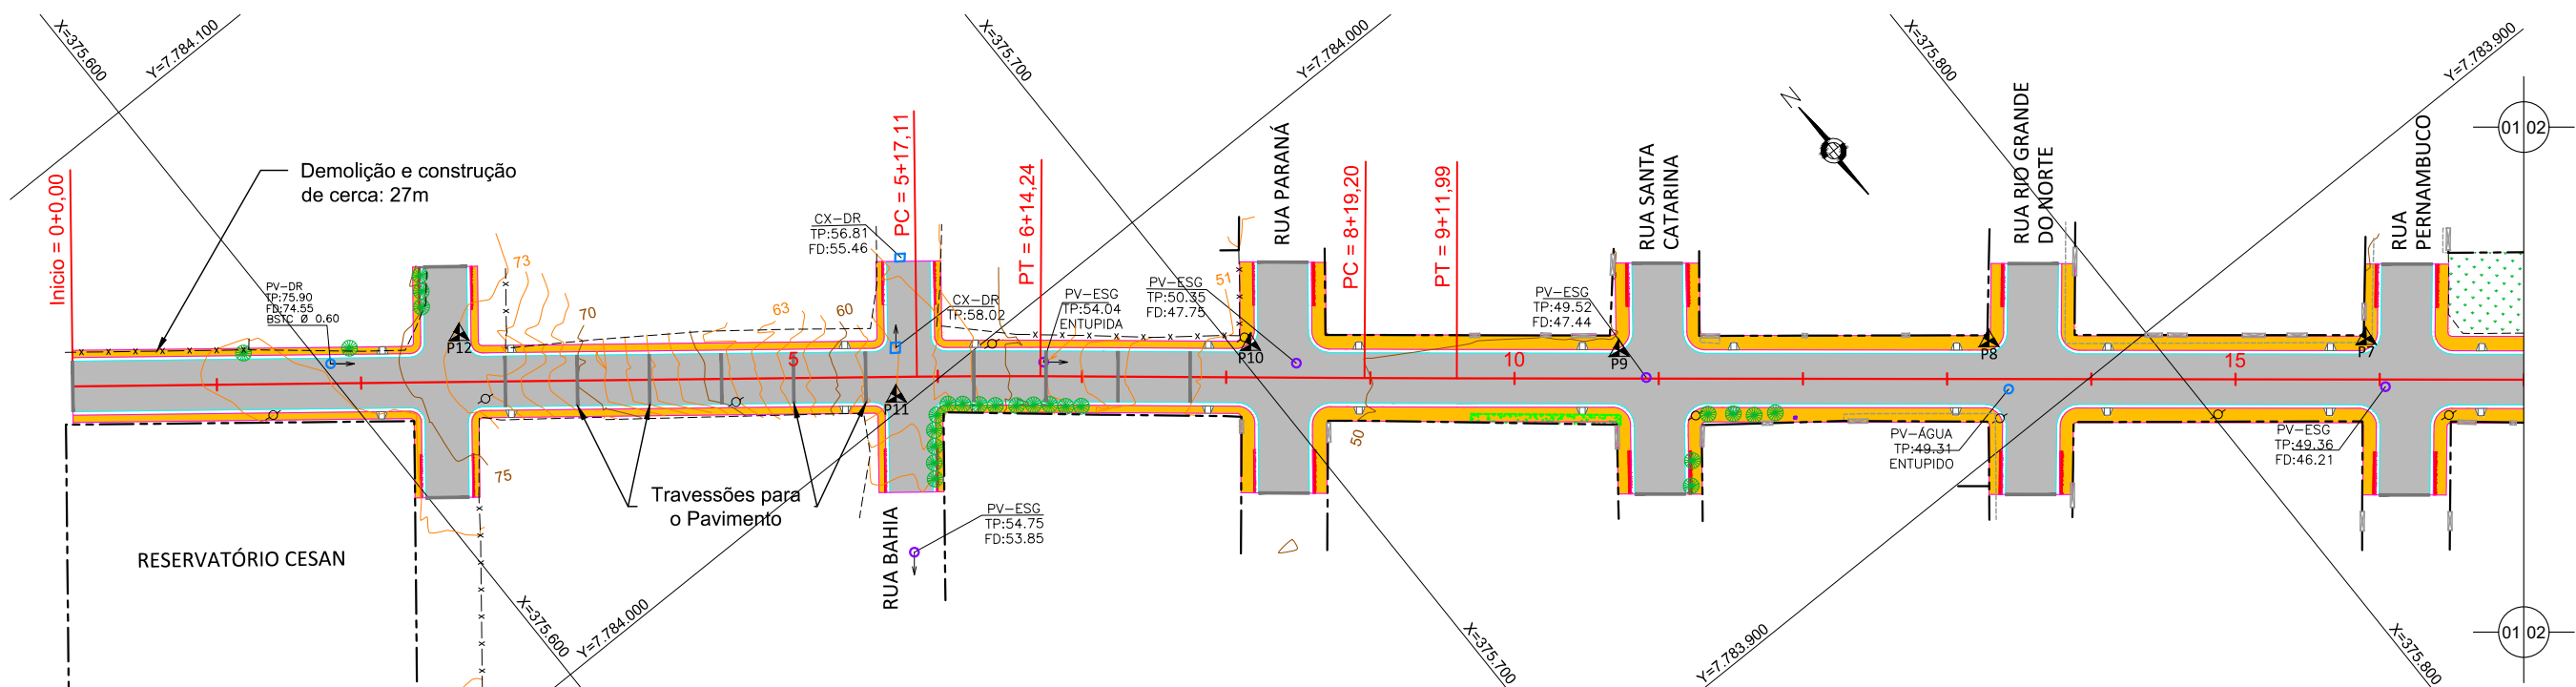 X=375.600
Y=7.784.100
X=375.700
Y=7.784.000
X=375.800
Y=7.783.900
N
01 02
Inicio = 0+0,00
Demolição e construção
de cerca: 27m
PV-DR
TP:75.90
FD:74.55
BSTC Ø 0.60
73
70
63
60
CX-DR
TP:56.81
FD:55.46
PC = 5+17,11
CX-DR
TP:58.02
PT = 6+14,24
PV-ESG
TP:54.04
ENTUPIDA
PV-ESG
TP:50.35
FD:47.75
51
RUA PARANÁ
PC = 8+19,20
PT = 9+11,99
PV-ESG
TP:49.52
FD:47.44
RUA SANTA
CATARINA
RUA RIO GRANDE
DO NORTE
RUA
PERNAMBUCO
P12
P11
P10
P9
P8
P7
5
10
15
75
50
Travessões para
o Pavimento
RUA BAHIA
PV-ESG
TP:54.75
FD:53.85
PV-ÁGUA
TP:49.31
ENTUPIDO
PV-ESG
TP:49.36
FD:46.21
RESERVATÓRIO CESAN
X=375.600
Y=7.784.000
X=375.700
Y=7.783.900
X=375.800
01 02